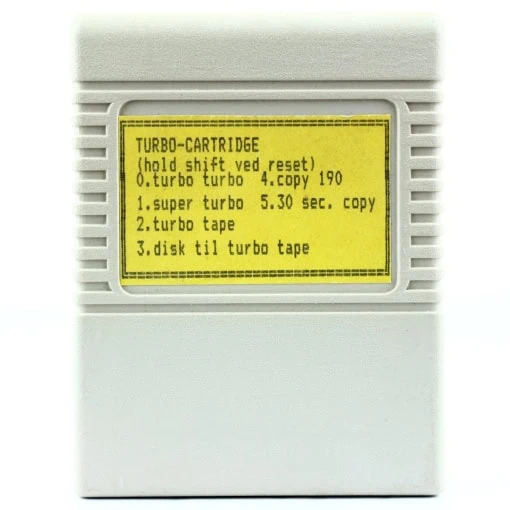 TURBO-CARTRIDGE
(hold shift ved reset)
0.turbo turbo 4.copy 190
1.super turbo 5.30 sec. copy
2.turbo tape
3.disk til turbo tape